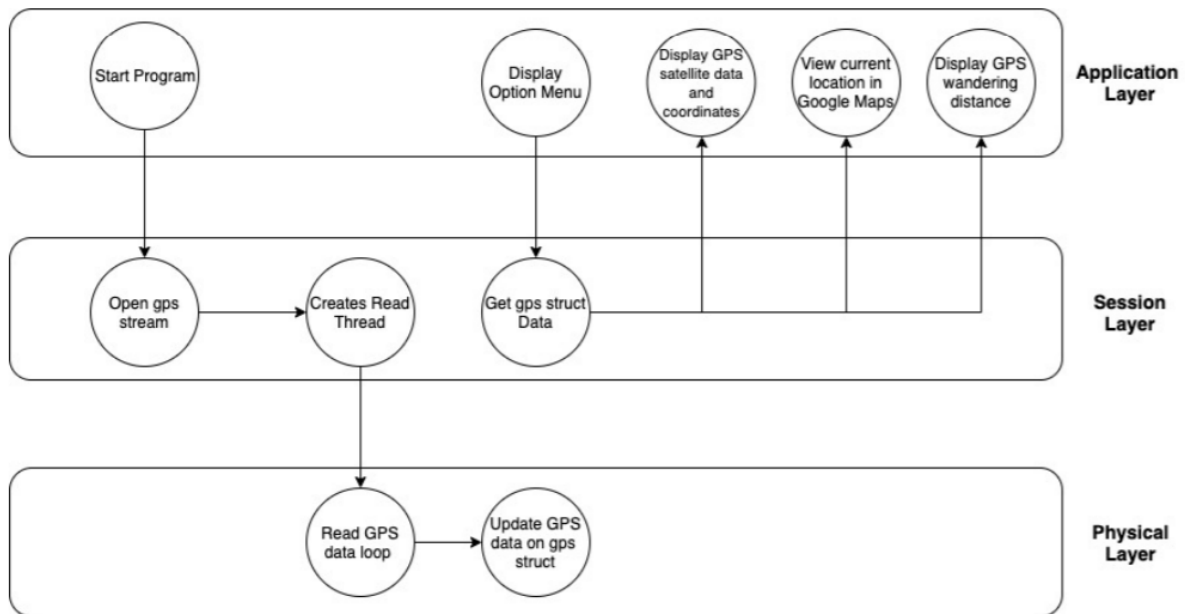 Start Program
Display
Option Menu
Display GPS
satellite data
and
coordinates
View current
location in
Google Maps
Display GPS
wandering
distance
Application
Layer
Open gps
stream
Creates Read
Thread
Get gps struct
Data
Session
Layer
Read GPS
data loop
Update GPS
data on gps
struct
Physical
Layer